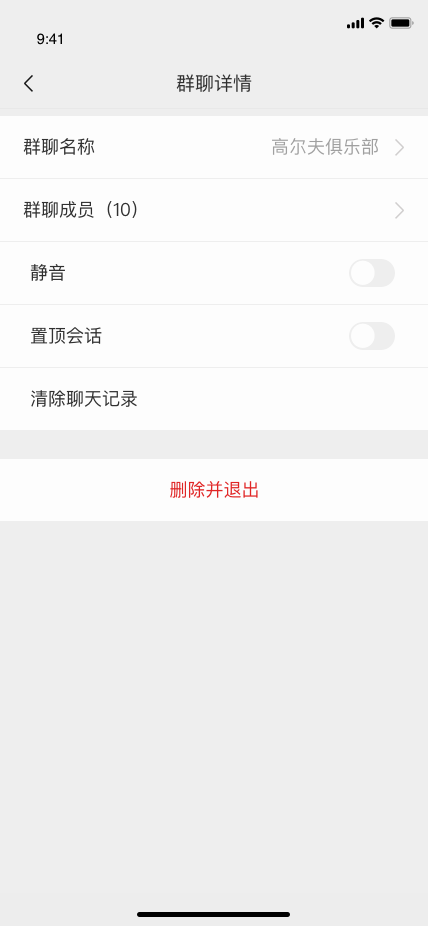 9:41
群聊详情
群聊名称 高尔夫俱乐部
群聊成员（10）
静音
置顶会话
清除聊天记录
删除并退出